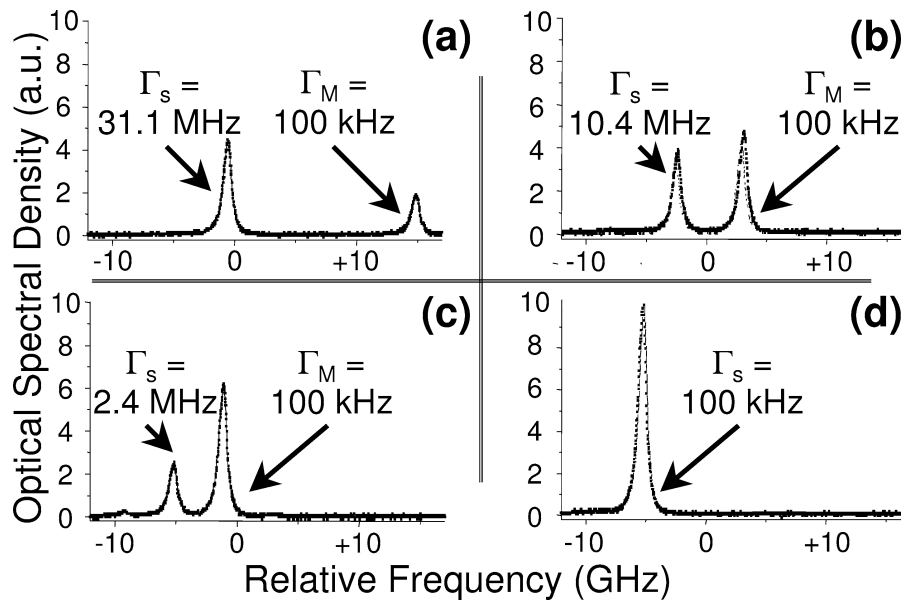 Optical Spectral Density (a.u.)
10
8
6
4
2
0
(a)
Γs =
31.1 MHz
ΓM =
100 kHz
-10
0
+10
10
8
6
4
2
0
(b)
Γs =
10.4 MHz
ΓM =
100 kHz
-10
0
+10
10
8
6
4
2
0
(c)
Γs =
2.4 MHz
ΓM =
100 kHz
-10
0
+10
10
8
6
4
2
0
(d)
Γs =
100 kHz
-10
0
+10
Relative Frequency (GHz)